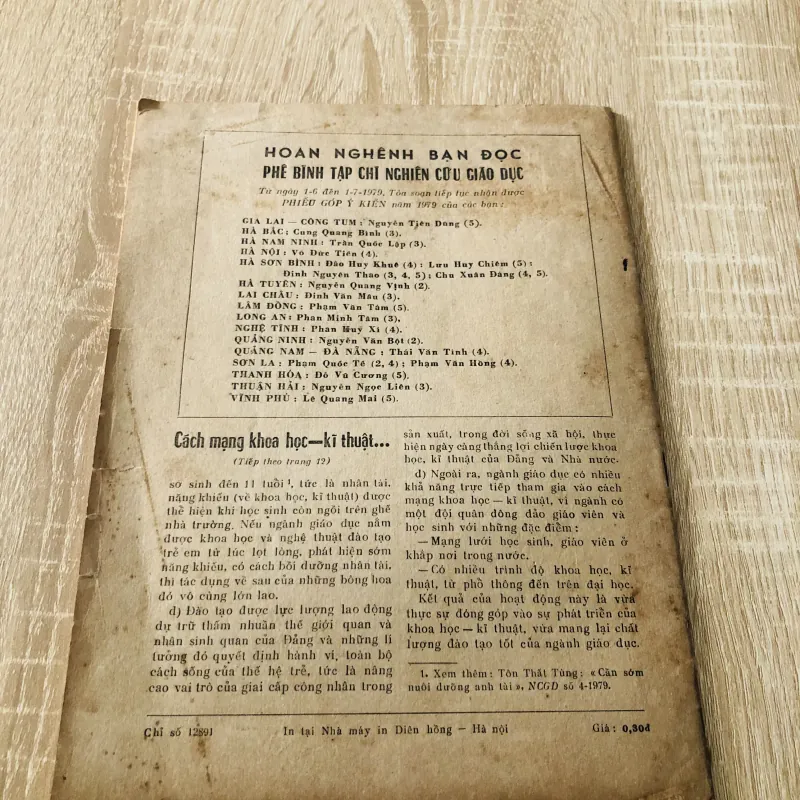 HOAN NGHÊNH BẠN ĐỌC
PHÊ BÌNH TẠP CHÍ NGHIÊN CỨU GIÁO DỤC
Từ ngày 1-6 đến 1-7-1979, Tòa soạn tiếp tục nhận được
PHIẾU GÓP Ý KIẾN năm 1979 của các bạn:
GIA LAI — CÔNG TUM: Nguyễn Tiến Dũng (5).
HÀ BẮC; Cung Quang Bình (3).
HÀ NAM NINH: Trần Quốc Lập (3).
HÀ NỘI: Võ Đức Tiên (4).
HÀ SƠN BÌNH: Đào Huy Khuê (4): Lưu Huy Chiêm (5):
Đinh Nguyên Thao (3, 4, 5); Chu Xuân Đáng (4, 5).
HÀ TUYÊN: Nguyễn Quang Vịnh (2).
LAI CHÂU: Đinh Văn Mâu (3).
LÂM ĐỒNG: Phạm Văn Tâm (5).
LONG AN: Phan Minh Tâm (3).
NGHỆ TĨNH: Phan Huy Xi (4).
QUẢNG NINH: Nguyễn Văn Bột (2).
QUẢNG NAM — ĐÀ NẴNG: Thái Văn Tình (4).
SƠN LA: Phạm Quốc Tế (2, 4); Phạm Văn Hồng (4).
THANH HÓA: Đỗ Vũ Cương (5).
THUẬN HẢI: Nguyễn Ngọc Liên (3).
VĨNH PHÚ: Lê Quang Mai (5).
Cách mạng khoa học—kĩ thuật...
(Tiếp theo trang 12)
sơ sinh đến 11 tuổi¹, tức là nhân tài,
năng khiếu (về khoa học, kĩ thuật) được
thể hiện khi học sinh còn ngồi trên ghế
nhà trường. Nếu ngành giáo dục nắm
được khoa học và nghệ thuật đào tạo
trẻ em từ lúc lọt lòng, phát hiện sớm
năng khiếu, có cách bồi dưỡng nhân tài,
thì tác dụng về sau của những bông hoa
đó vô cùng lớn lao.
d) Đào tạo được lực lượng lao động
dự trữ thấm nhuần thế giới quan và
nhân sinh quan của Đảng và những lí
tưởng đó quyết định hành vi, toàn bộ
cách sống của thế hệ trẻ, tức là nâng
cao vai trò của giai cấp công nhân trong
sản xuất, trong đời sống xã hội, thực
hiện ngày càng thắng lợi chiến lược khoa
học, kĩ thuật của Đảng và Nhà nước.
d) Ngoài ra, ngành giáo dục có nhiều
khả năng trực tiếp tham gia vào cách
mạng khoa học — kĩ thuật, vì ngành có
một đội quân đông đảo giáo viên và
học sinh với những đặc điểm:
— Mạng lưới học sinh, giáo viên ở
khắp nơi trong nước.
— Có nhiều trình độ khoa học, kĩ
thuật, từ phổ thông đến trên đại học.
Kết quả của hoạt động này là vừa
thực sự đóng góp vào sự phát triển của
khoa học — kĩ thuật, vừa mang lại chất
lượng đào tạo tốt của ngành giáo dục.
1. Xem thêm: Tôn Thất Tùng: « Cần sớm
nuôi dưỡng anh tài », NCGD số 4-1979.
Chỉ số 12891
In tại Nhà máy in Diên hồng — Hà nội
Giá: 0,30đ